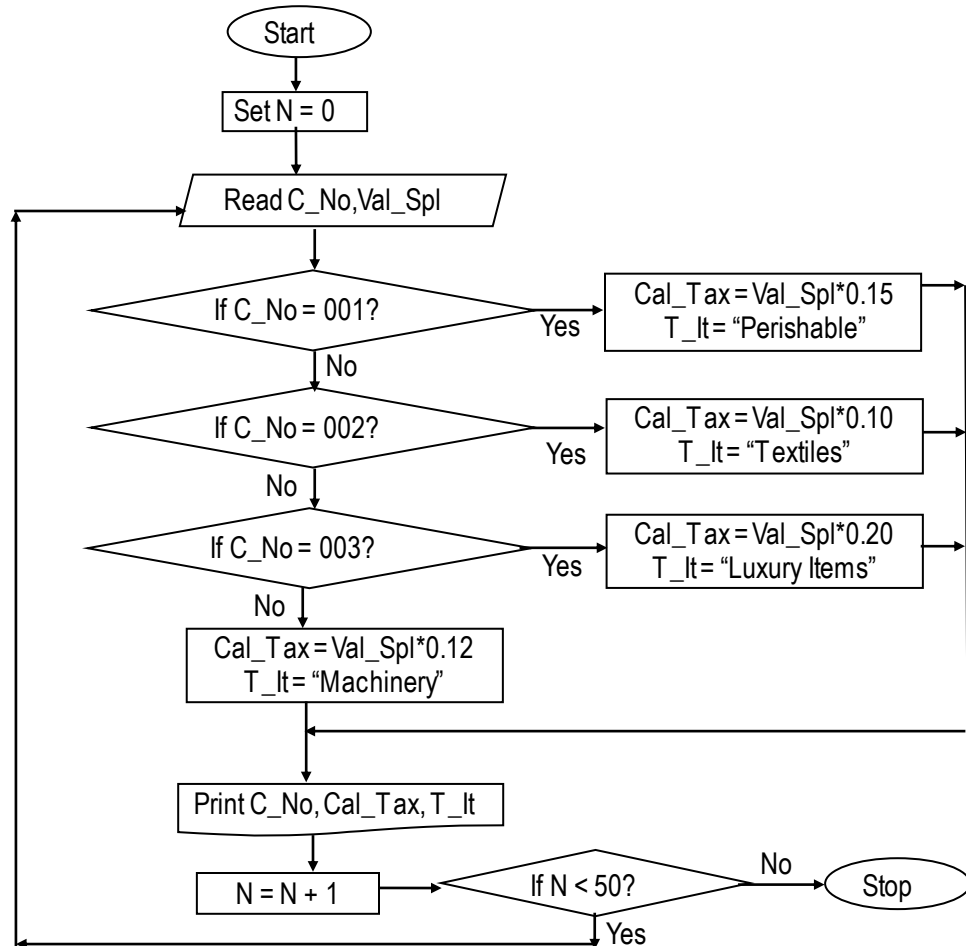 Start
Set N = 0
Read C_No,Val_Spl
If C_No = 001?
Yes
Cal_Tax = Val_Spl*0.15
T_It = “Perishable”
No
If C_No = 002?
Yes
Cal_Tax = Val_Spl*0.10
T_It = “Textiles”
No
If C_No = 003?
Yes
Cal_Tax = Val_Spl*0.20
T_It = “Luxury Items”
No
Cal_Tax = Val_Spl*0.12
T_It = “Machinery”
Print C_No, Cal_Tax, T_It
N = N + 1
If N < 50?
No
Stop
Yes